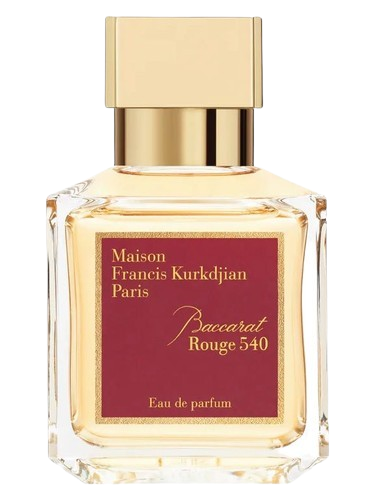 Maison
Francis Kurkdjian
Paris
Baccarat
Rouge 540
Eau de parfum